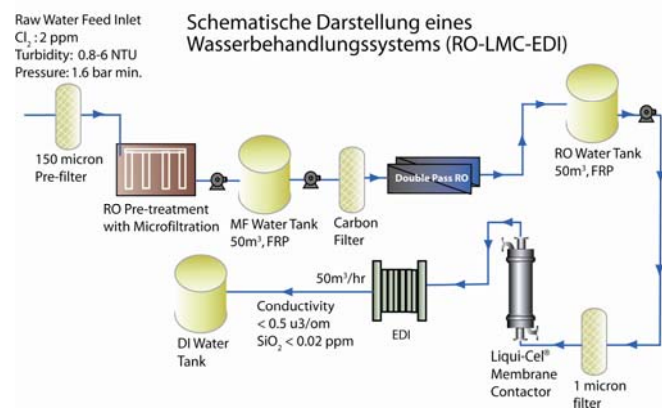 Raw Water Feed Inlet
Cl₂ : 2 ppm
Turbidity: 0.8-6 NTU
Pressure: 1.6 bar min.
Schematische Darstellung eines
Wasserbehandlungssystems (RO-LMC-EDI)
150 micron
Pre-filter
RO Pre-treatment
with Microfiltration
MF Water Tank
50m³, FRP
Carbon
Filter
Double Pass RO
RO Water Tank
50m³, FRP
1 micron
filter
Liqui-Cel®
Membrane
Contactor
EDI
50m³/hr
Conductivity
< 0.5 u3/om
SiO₂ < 0.02 ppm
DI Water
Tank